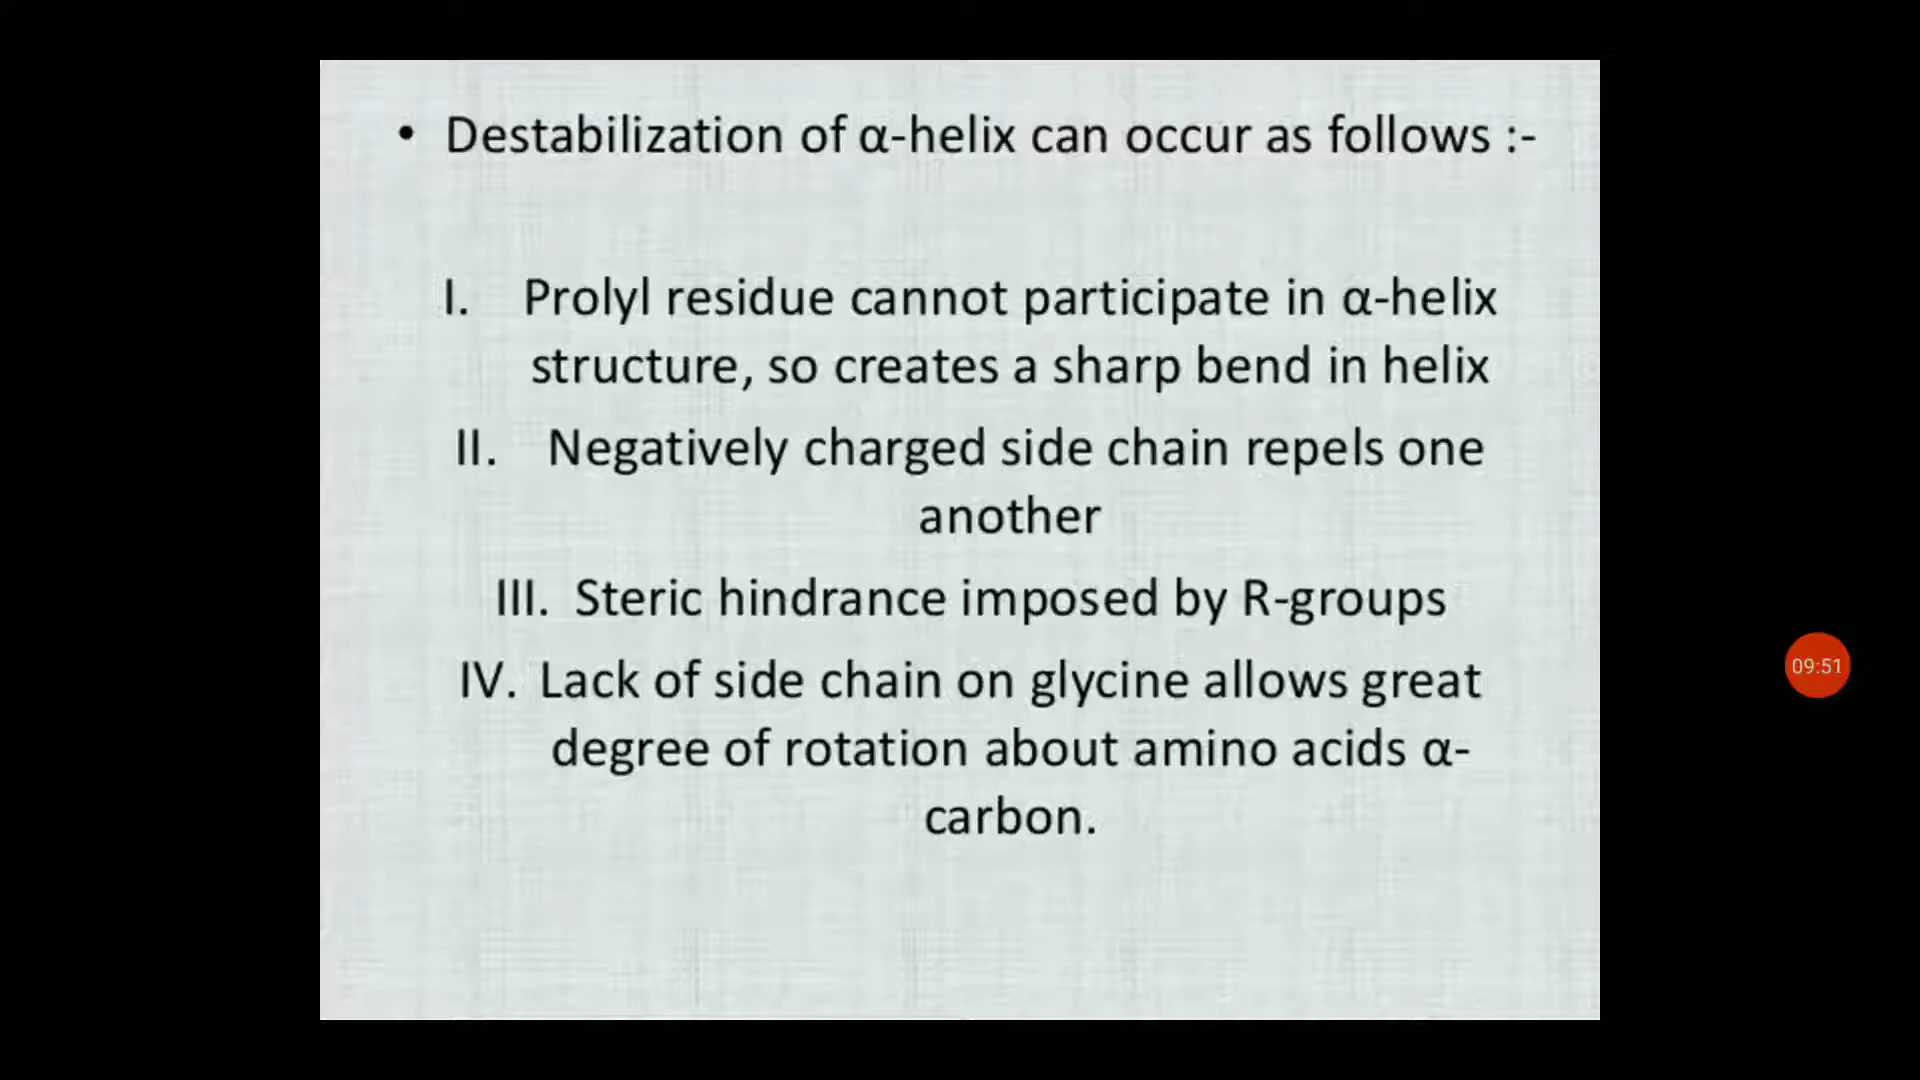 • Destabilization of α-helix can occur as follows :-
I. Prolyl residue cannot participate in α-helix
structure, so creates a sharp bend in helix
II. Negatively charged side chain repels one
another
III. Steric hindrance imposed by R-groups
IV. Lack of side chain on glycine allows great
degree of rotation about amino acids α-
carbon.
09:51